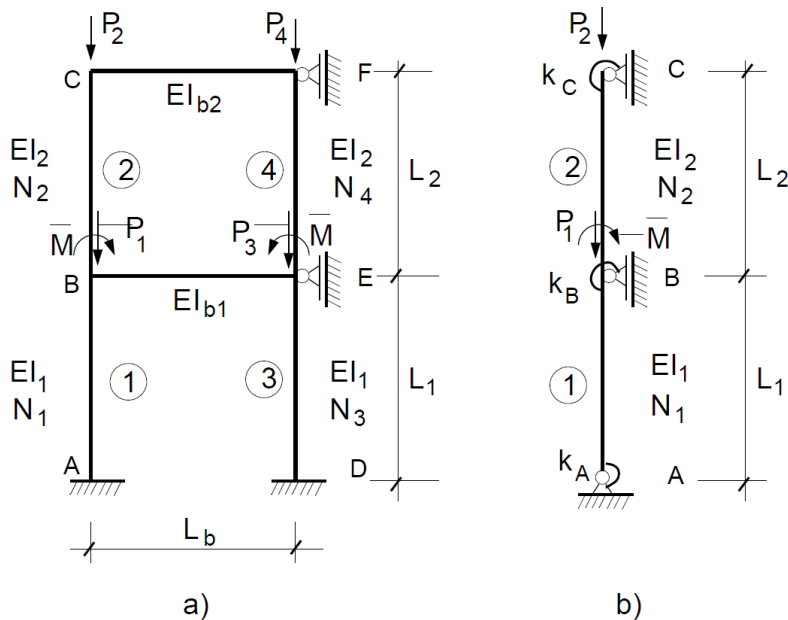 P2 P4
C F
EIb2
EI2 N2 2 4 EI2 N4 L2
M P1 P3 M
B E
EIb1
EI1 N1 1 3 EI1 N3 L1
A D
Lb
a)
P2
kC C
2 EI2 N2 L2
P1 M
kB B
1 EI1 N1 L1
kA A
b)